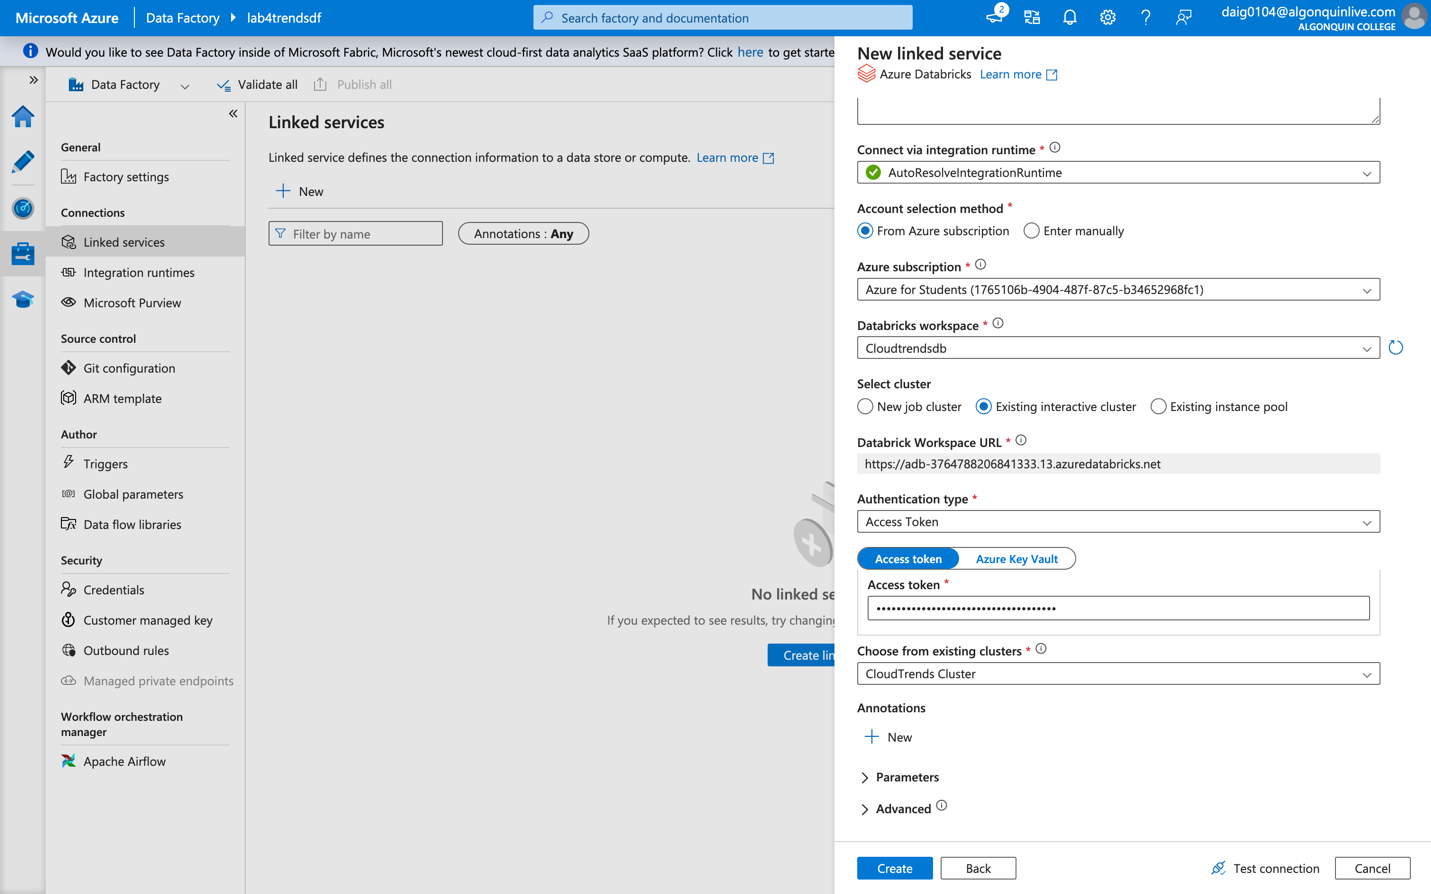 Microsoft Azure
Data Factory
lab4trendsdf
Search factory and documentation
2
daig0104@algonquinlive.com
ALGONQUIN COLLEGE
Would you like to see Data Factory inside of Microsoft Fabric, Microsoft's newest cloud-first data analytics SaaS platform? Click here to get starte
Data Factory
Validate all
Publish all
General
Factory settings
Connections
Linked services
Integration runtimes
Microsoft Purview
Source control
Git configuration
ARM template
Author
Triggers
Global parameters
Data flow libraries
Security
Credentials
Customer managed key
Outbound rules
Managed private endpoints
Workflow orchestration
manager
Apache Airflow
Linked services
Linked service defines the connection information to a data store or compute. Learn more
New
Filter by name
Annotations : Any
No linked se
If you expected to see results, try changing
Create lin
New linked service
Azure Databricks Learn more
Connect via integration runtime *
AutoResolveIntegrationRuntime
Account selection method *
From Azure subscription
Enter manually
Azure subscription *
Azure for Students (1765106b-4904-487f-87c5-b34652968fc1)
Databricks workspace *
Cloudtrendsdb
Select cluster
New job cluster
Existing interactive cluster
Existing instance pool
Databrick Workspace URL *
https://adb-3764788206841333.13.azuredatabricks.net
Authentication type *
Access Token
Access token
Azure Key Vault
Access token *
••••••••••••••••••••••••••••••••••••
Choose from existing clusters *
CloudTrends Cluster
Annotations
New
Parameters
Advanced
Create
Back
Test connection
Cancel